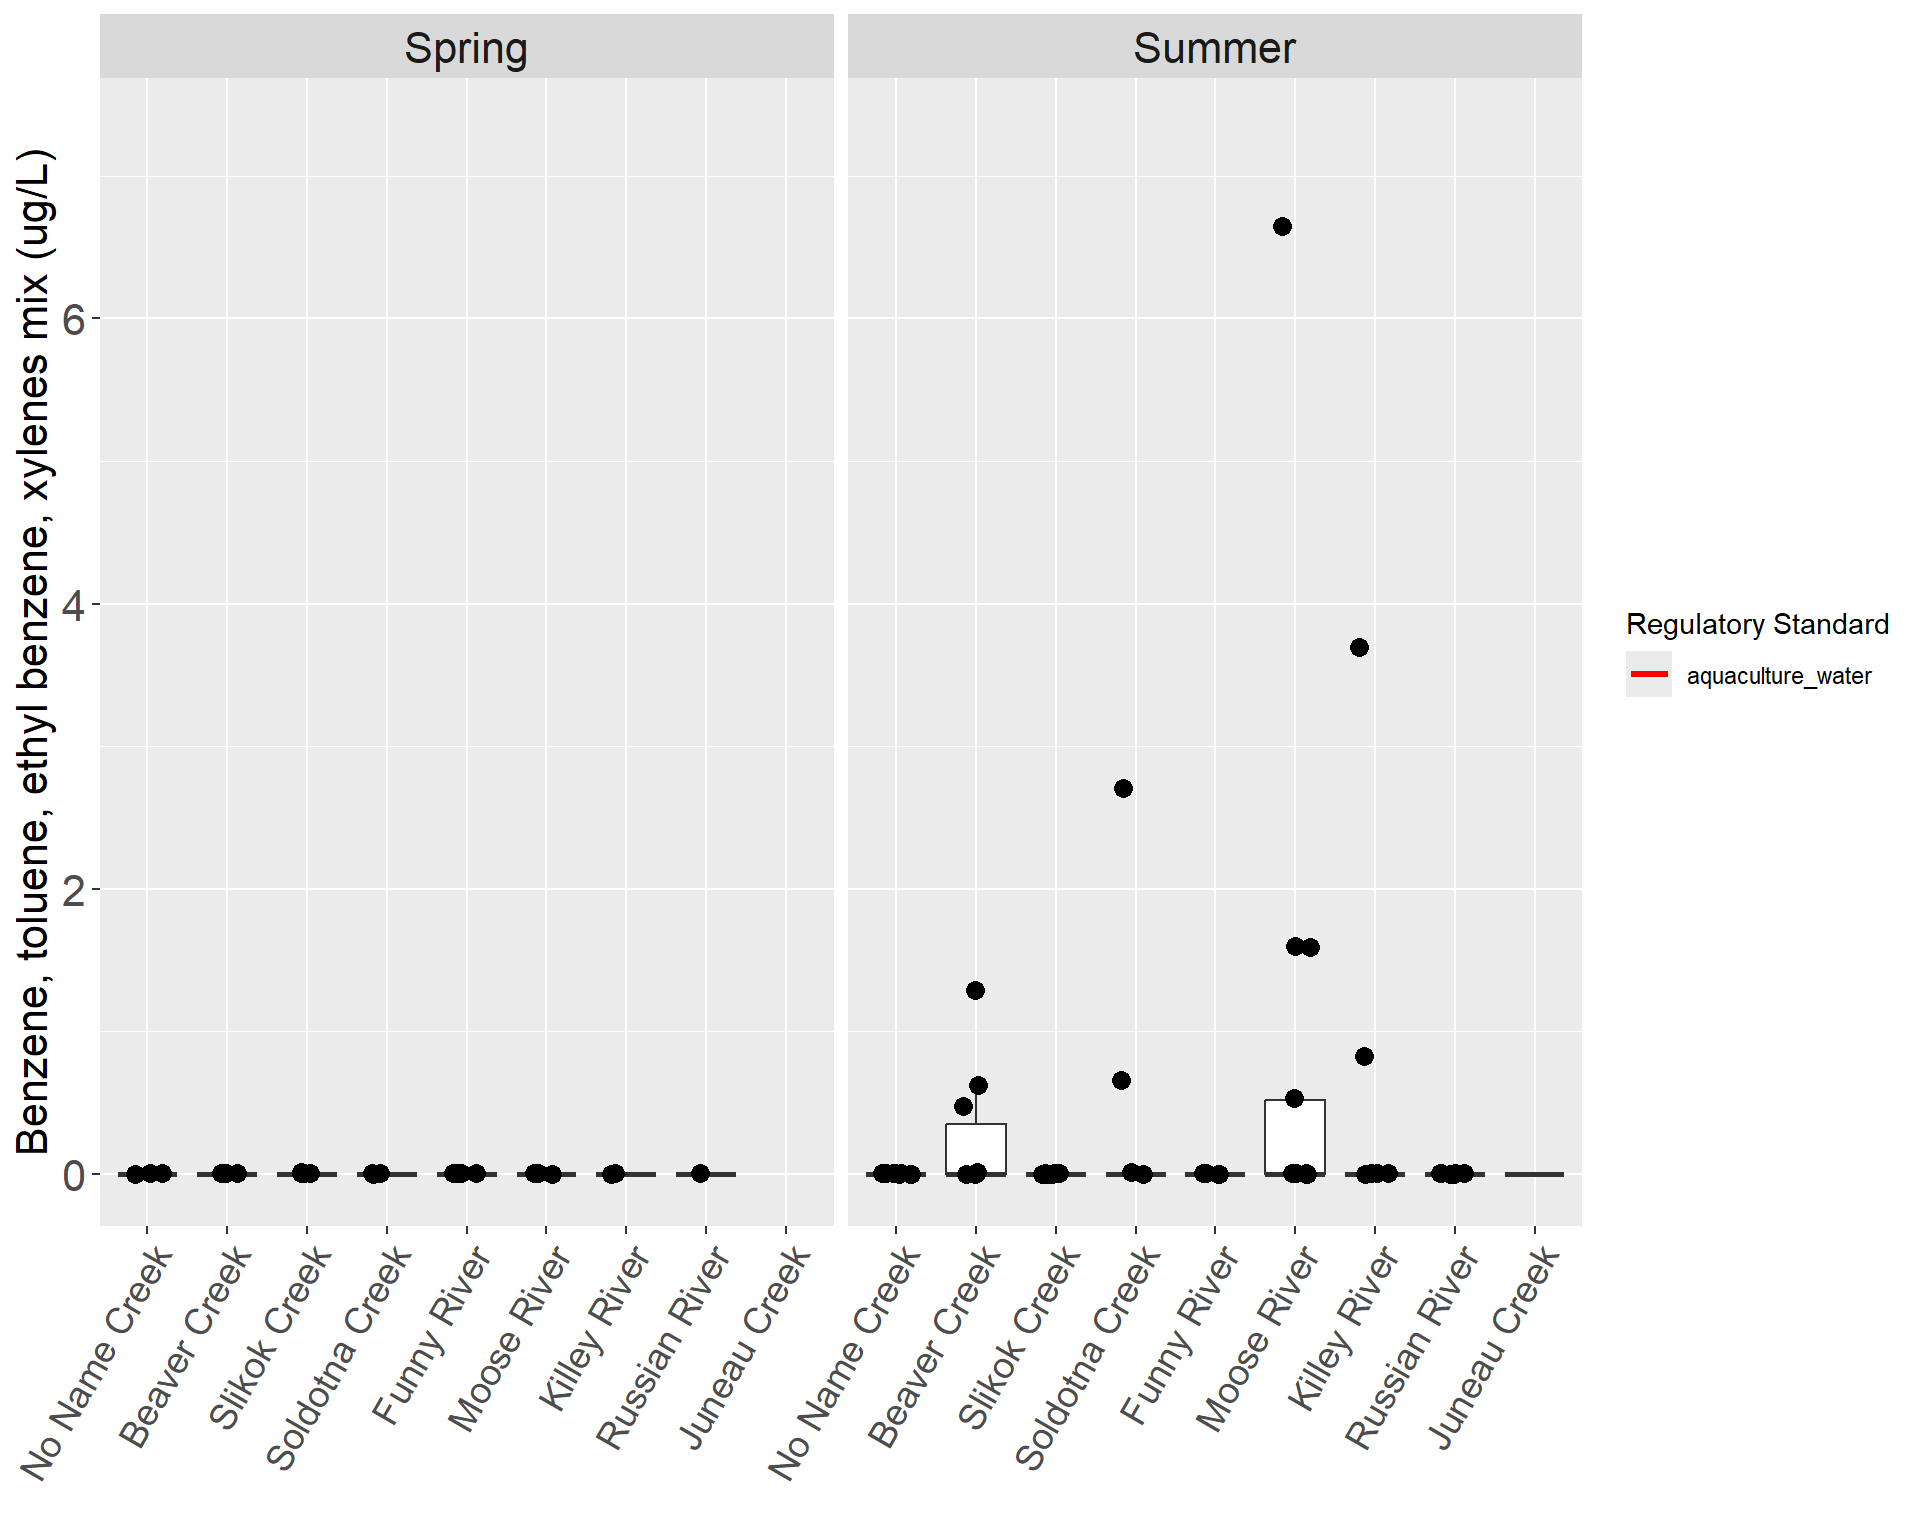 Spring
Summer
Benzene, toluene, ethyl benzene, xylenes mix (ug/L)
6
4
2
0
No Name Creek
Beaver Creek
Slikok Creek
Soldotna Creek
Funny River
Moose River
Killey River
Russian River
Juneau Creek
No Name Creek
Beaver Creek
Slikok Creek
Soldotna Creek
Funny River
Moose River
Killey River
Russian River
Juneau Creek
Regulatory Standard
aquaculture_water